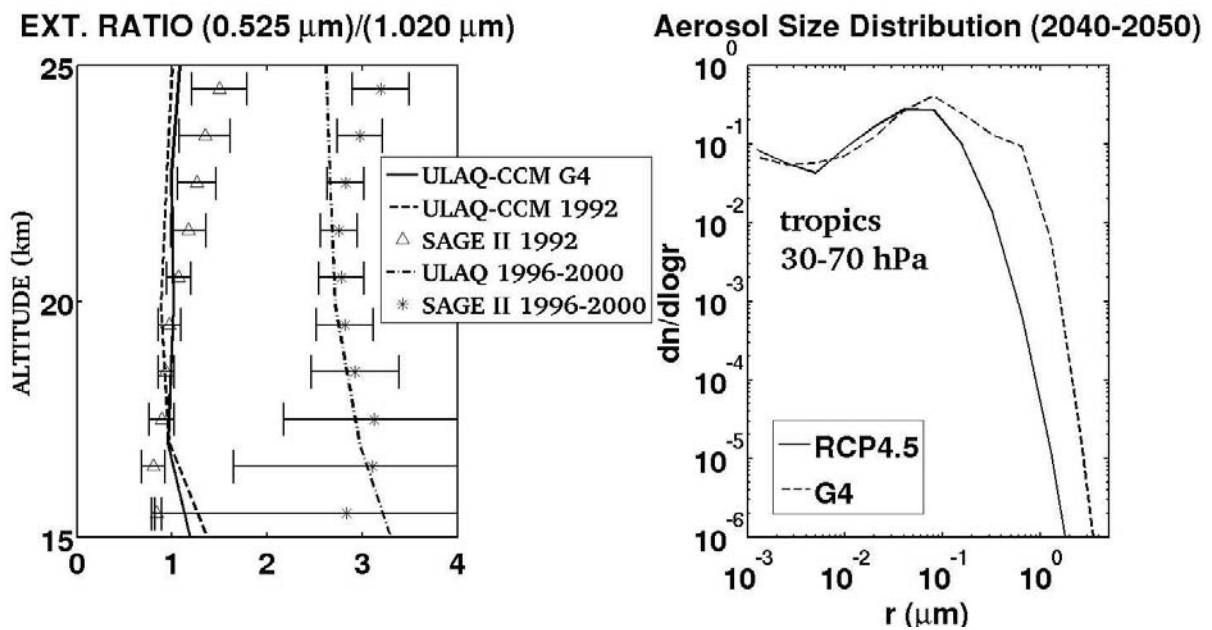 EXT. RATIO (0.525 μm)/(1.020 μm)
25
20
15
ALTITUDE (km)
0 1 2 3 4
ULAQ-CCM G4
ULAQ-CCM 1992
SAGE II 1992
ULAQ 1996-2000
SAGE II 1996-2000
Aerosol Size Distribution (2040-2050)
10^0
10^-1
10^-2
10^-3
10^-4
10^-5
10^-6
dn/dlogr
tropics
30-70 hPa
RCP4.5
G4
10^-3 10^-2 10^-1 10^0
r (μm)